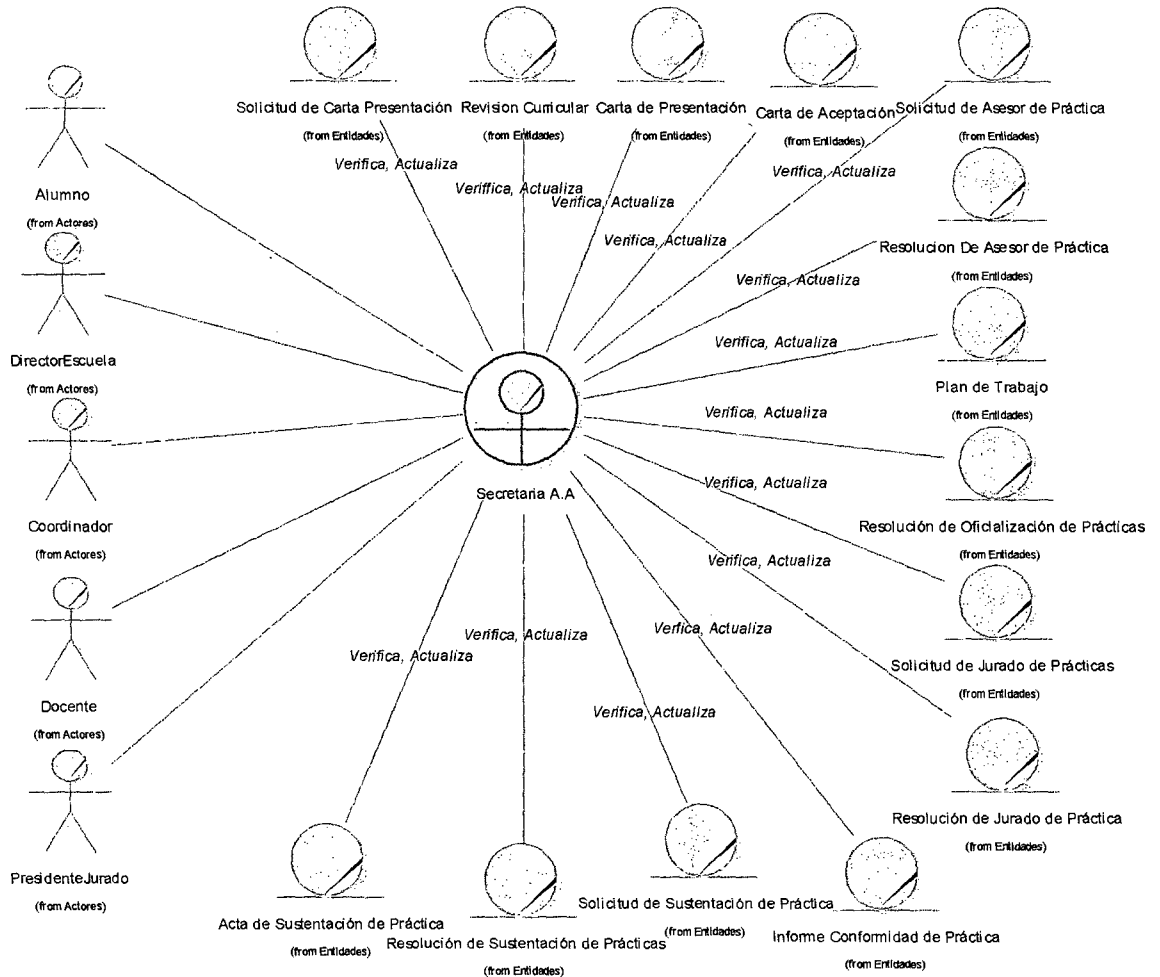 Solicitud de Carta Presentación
(from Entidades)
Revision Curricular
(from Entidades)
Carta de Presentación
(from Entidades)
Carta de Aceptación
(from Entidades)
Solicitud de Asesor de Práctica
(from Entidades)
Verifica, Actualiza
Veriffica, Actualiza
Verifica, Actualiza
Verifica, Actualiza
Verifica, Actualiza
Alumno
(from Actores)
Resolucion De Asesor de Práctica
(from Entidades)
Verifica, Actualiza
DirectorEscuela
(from Actores)
Verifica, Actualiza
Plan de Trabajo
(from Entidades)
Verifica, Actualiza
Secretaria A.A
Verifica, Actualiza
Coordinador
(from Actores)
Resolución de Oficialización de Prácticas
(from Entidades)
Verifica, Actualiza
Verifica, Actualiza
Verifica, Actualiza
Verifica, Actualiza
Verifica, Actualiza
Solicitud de Jurado de Prácticas
(from Entidades)
Docente
(from Actores)
Resolución de Jurado de Práctica
(from Entidades)
PresidenteJurado
(from Actores)
Acta de Sustentación de Práctica
(from Entidades)
Resolución de Sustentación de Prácticas
(from Entidades)
Solicitud de Sustentación de Práctica
(from Entidades)
Informe Conformidad de Práctica
(from Entidades)